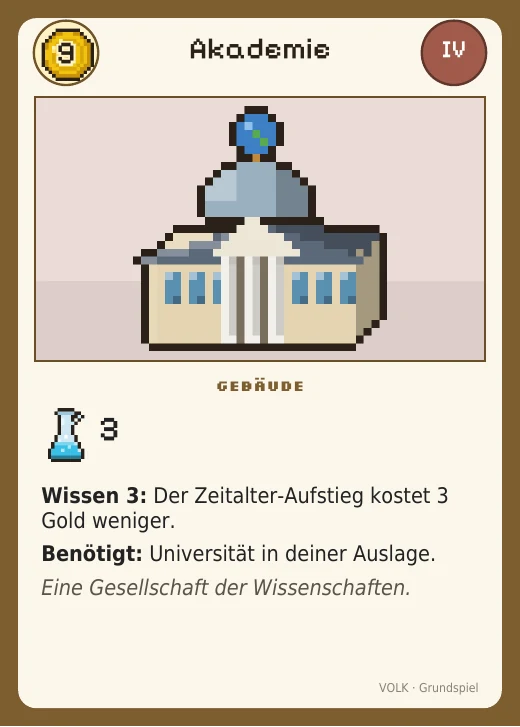 9
Akademie
IV
GEBÄUDE
3
Wissen 3: Der Zeitalter-Aufstieg kostet 3
Gold weniger.
Benötigt: Universität in deiner Auslage.
Eine Gesellschaft der Wissenschaften.
VOLK · Grundspiel